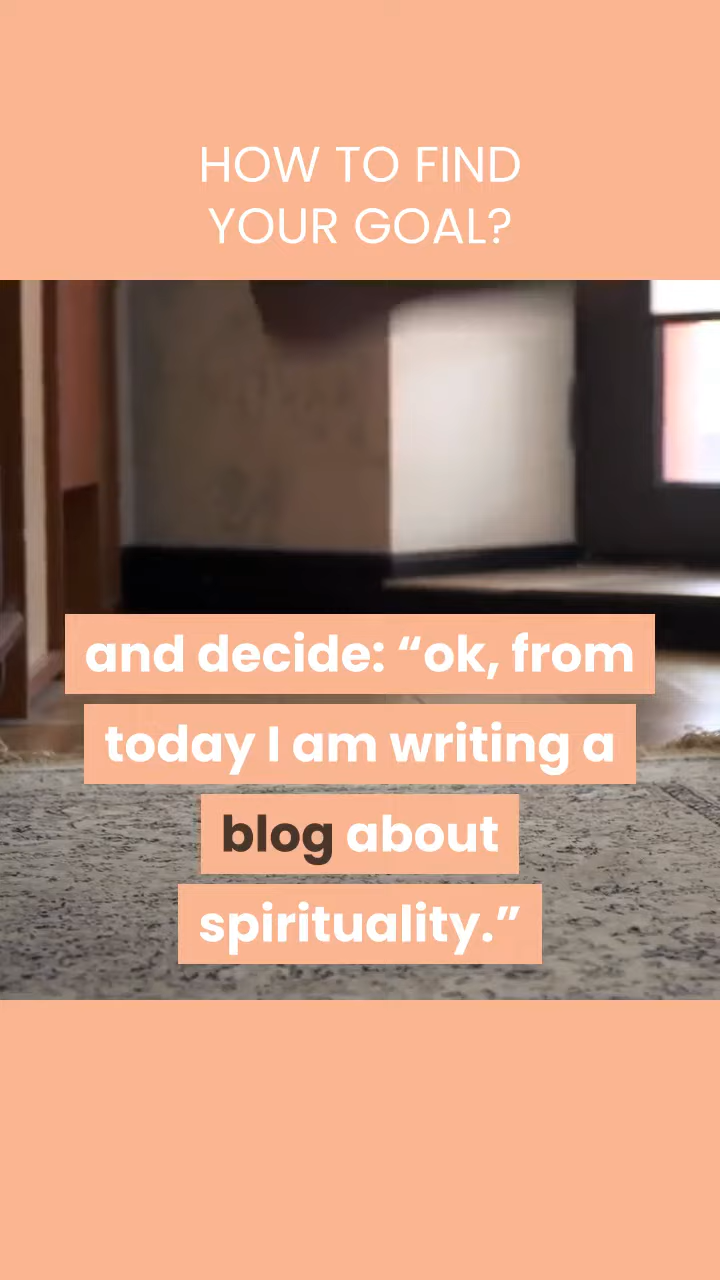 HOW TO FIND
YOUR GOAL?
and decide: “ok, from
today I am writing a
blog about
spirituality.”